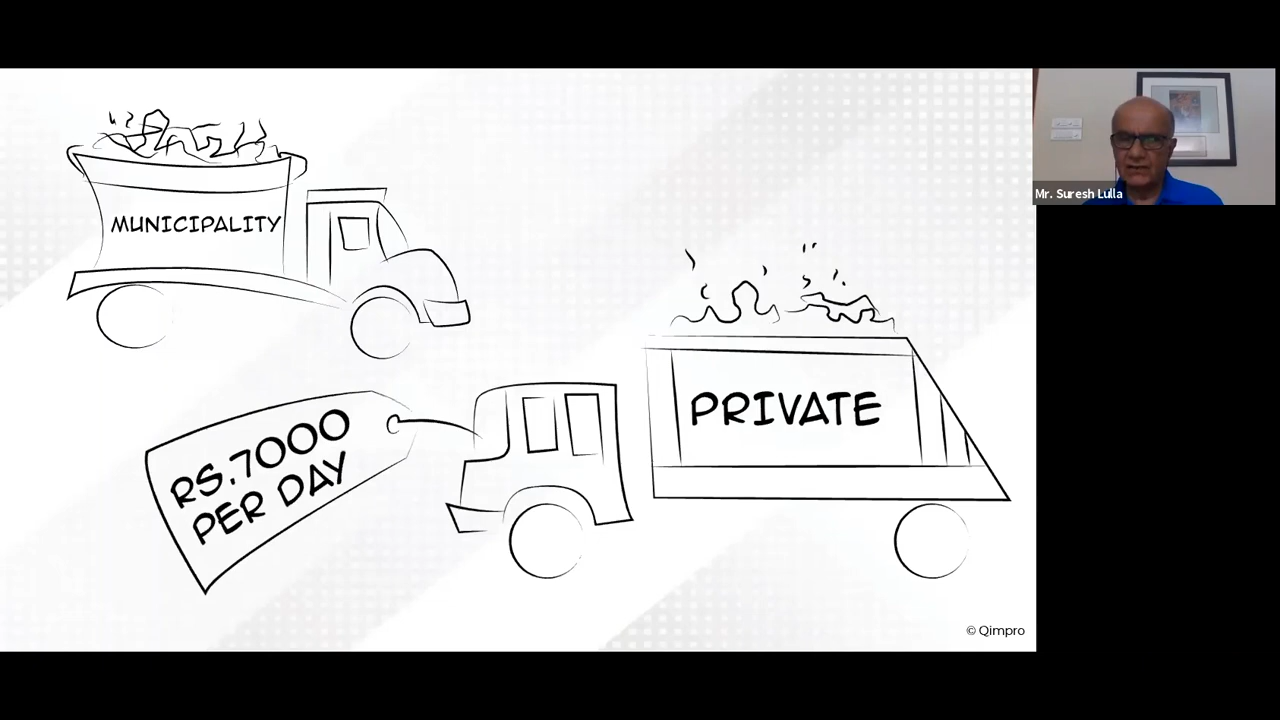 MUNICIPALITY
PRIVATE
RS.7000
PER DAY
© Qimpro
Mr. Suresh Lulla